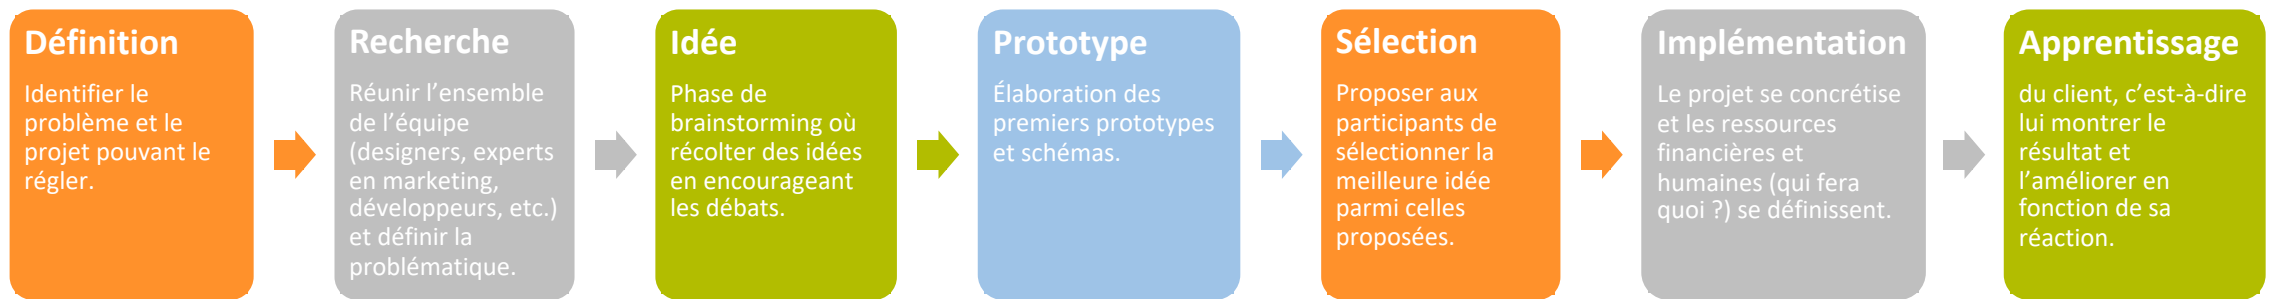 Définition
Identifier le
problème et le
projet pouvant le
régler.
Recherche
Réunir l’ensemble
de l’équipe
(designers, experts
en marketing,
développeurs, etc.)
et définir la
problématique.
Idée
Phase de
brainstorming où
récolter des idées
en encourageant
les débats.
Prototype
Élaboration des
premiers prototypes
et schémas.
Sélection
Proposer aux
participants de
sélectionner la
meilleure idée
parmi celles
proposées.
Implémentation
Le projet se concrétise
et les ressources
financières et
humaines (qui fera
quoi ?) se définissent.
Apprentissage
du client, c’est-à-dire
lui montrer le
résultat et
l’améliorer en
fonction de sa
réaction.